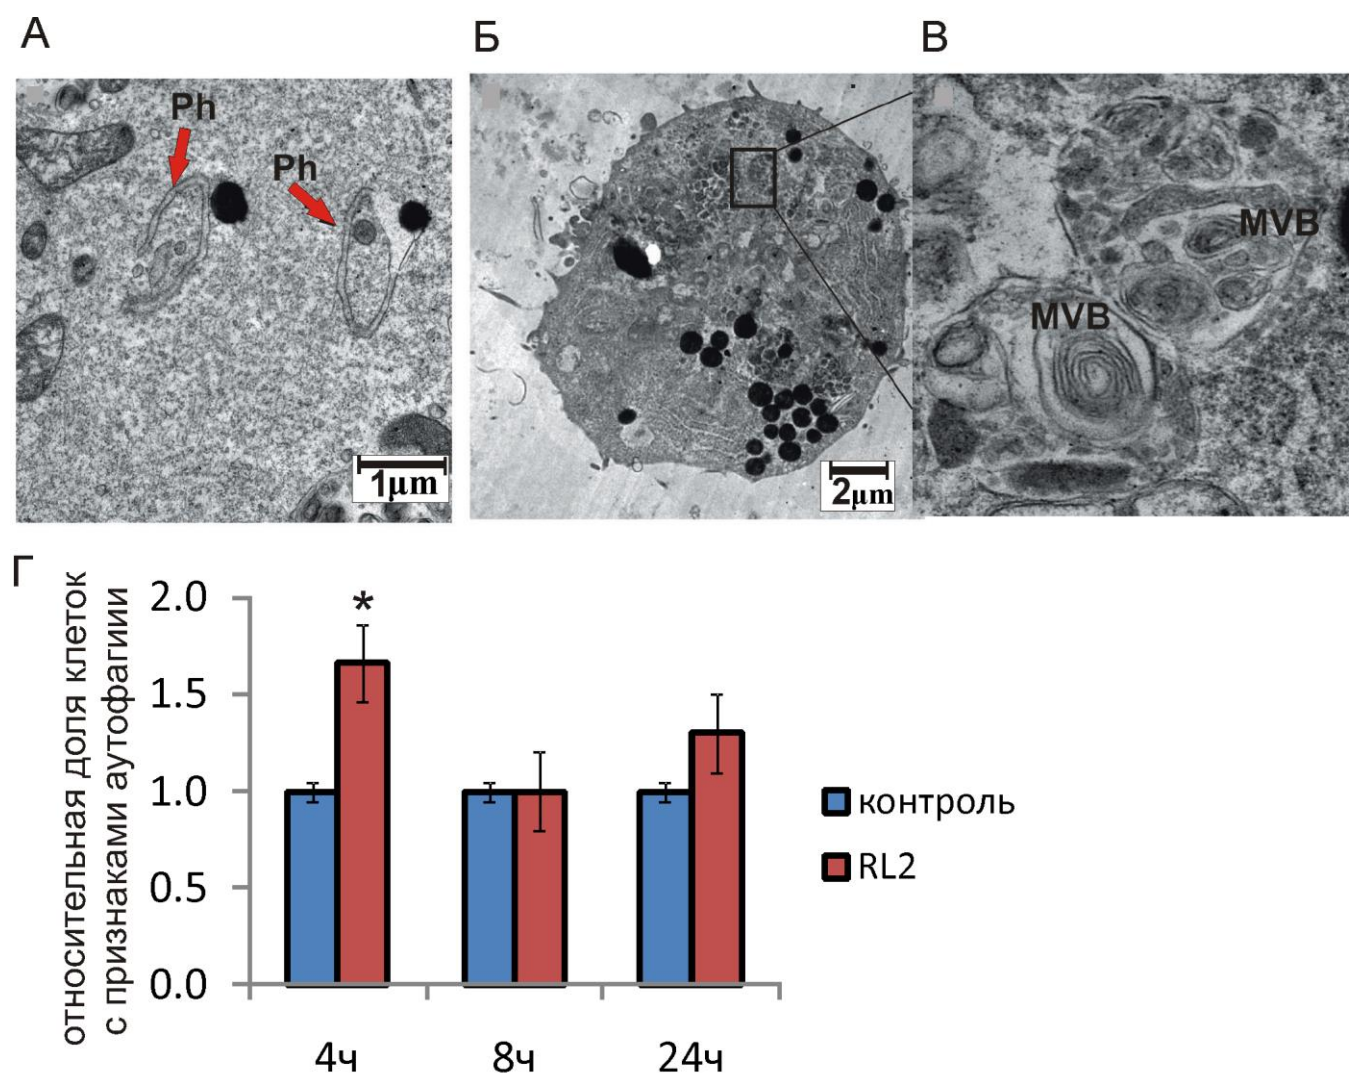 А
Б
В
Ph
Ph
1µm
2µm
MVB
MVB
Г
относительная доля клеток
с признаками аутофагиии
2.0
1.5
1.0
0.5
0.0
*
4ч
8ч
24ч
контроль
RL2